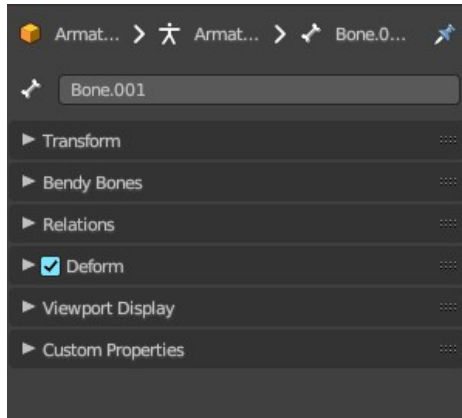 Armat... > Armat... > Bone.0...
Bone.001
Transform
Bendy Bones
Relations
Deform
Viewport Display
Custom Properties